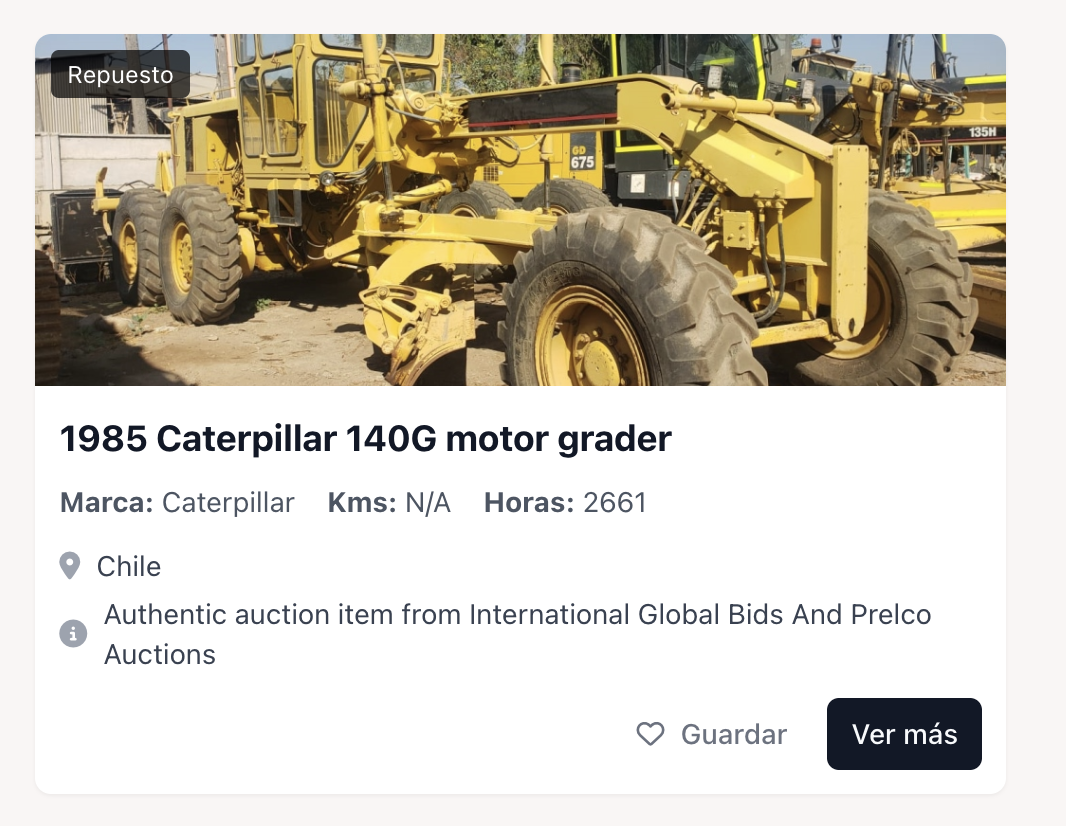 Repuesto
GD
675
135H
1985 Caterpillar 140G motor grader
Marca: Caterpillar Kms: N/A Horas: 2661
Chile
Authentic auction item from International Global Bids And Prelco
Auctions
Guardar Ver más